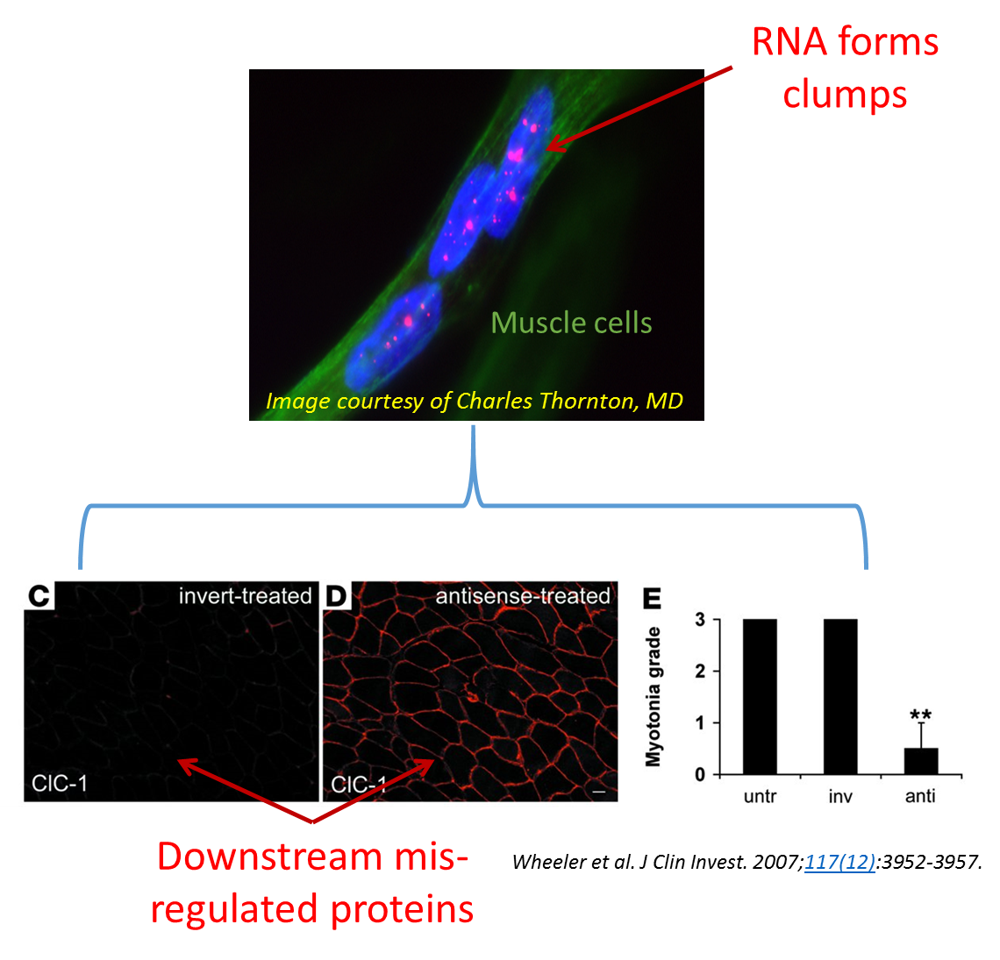 RNA forms
clumps
Muscle cells
Image courtesy of Charles Thornton, MD
C
invert-treated
ClC-1
D
antisense-treated
ClC-1
E
Myotonia grade
3
2
1
0
**
untr
inv
anti
Downstream mis-
regulated proteins
Wheeler et al. J Clin Invest. 2007;117(12):3952-3957.